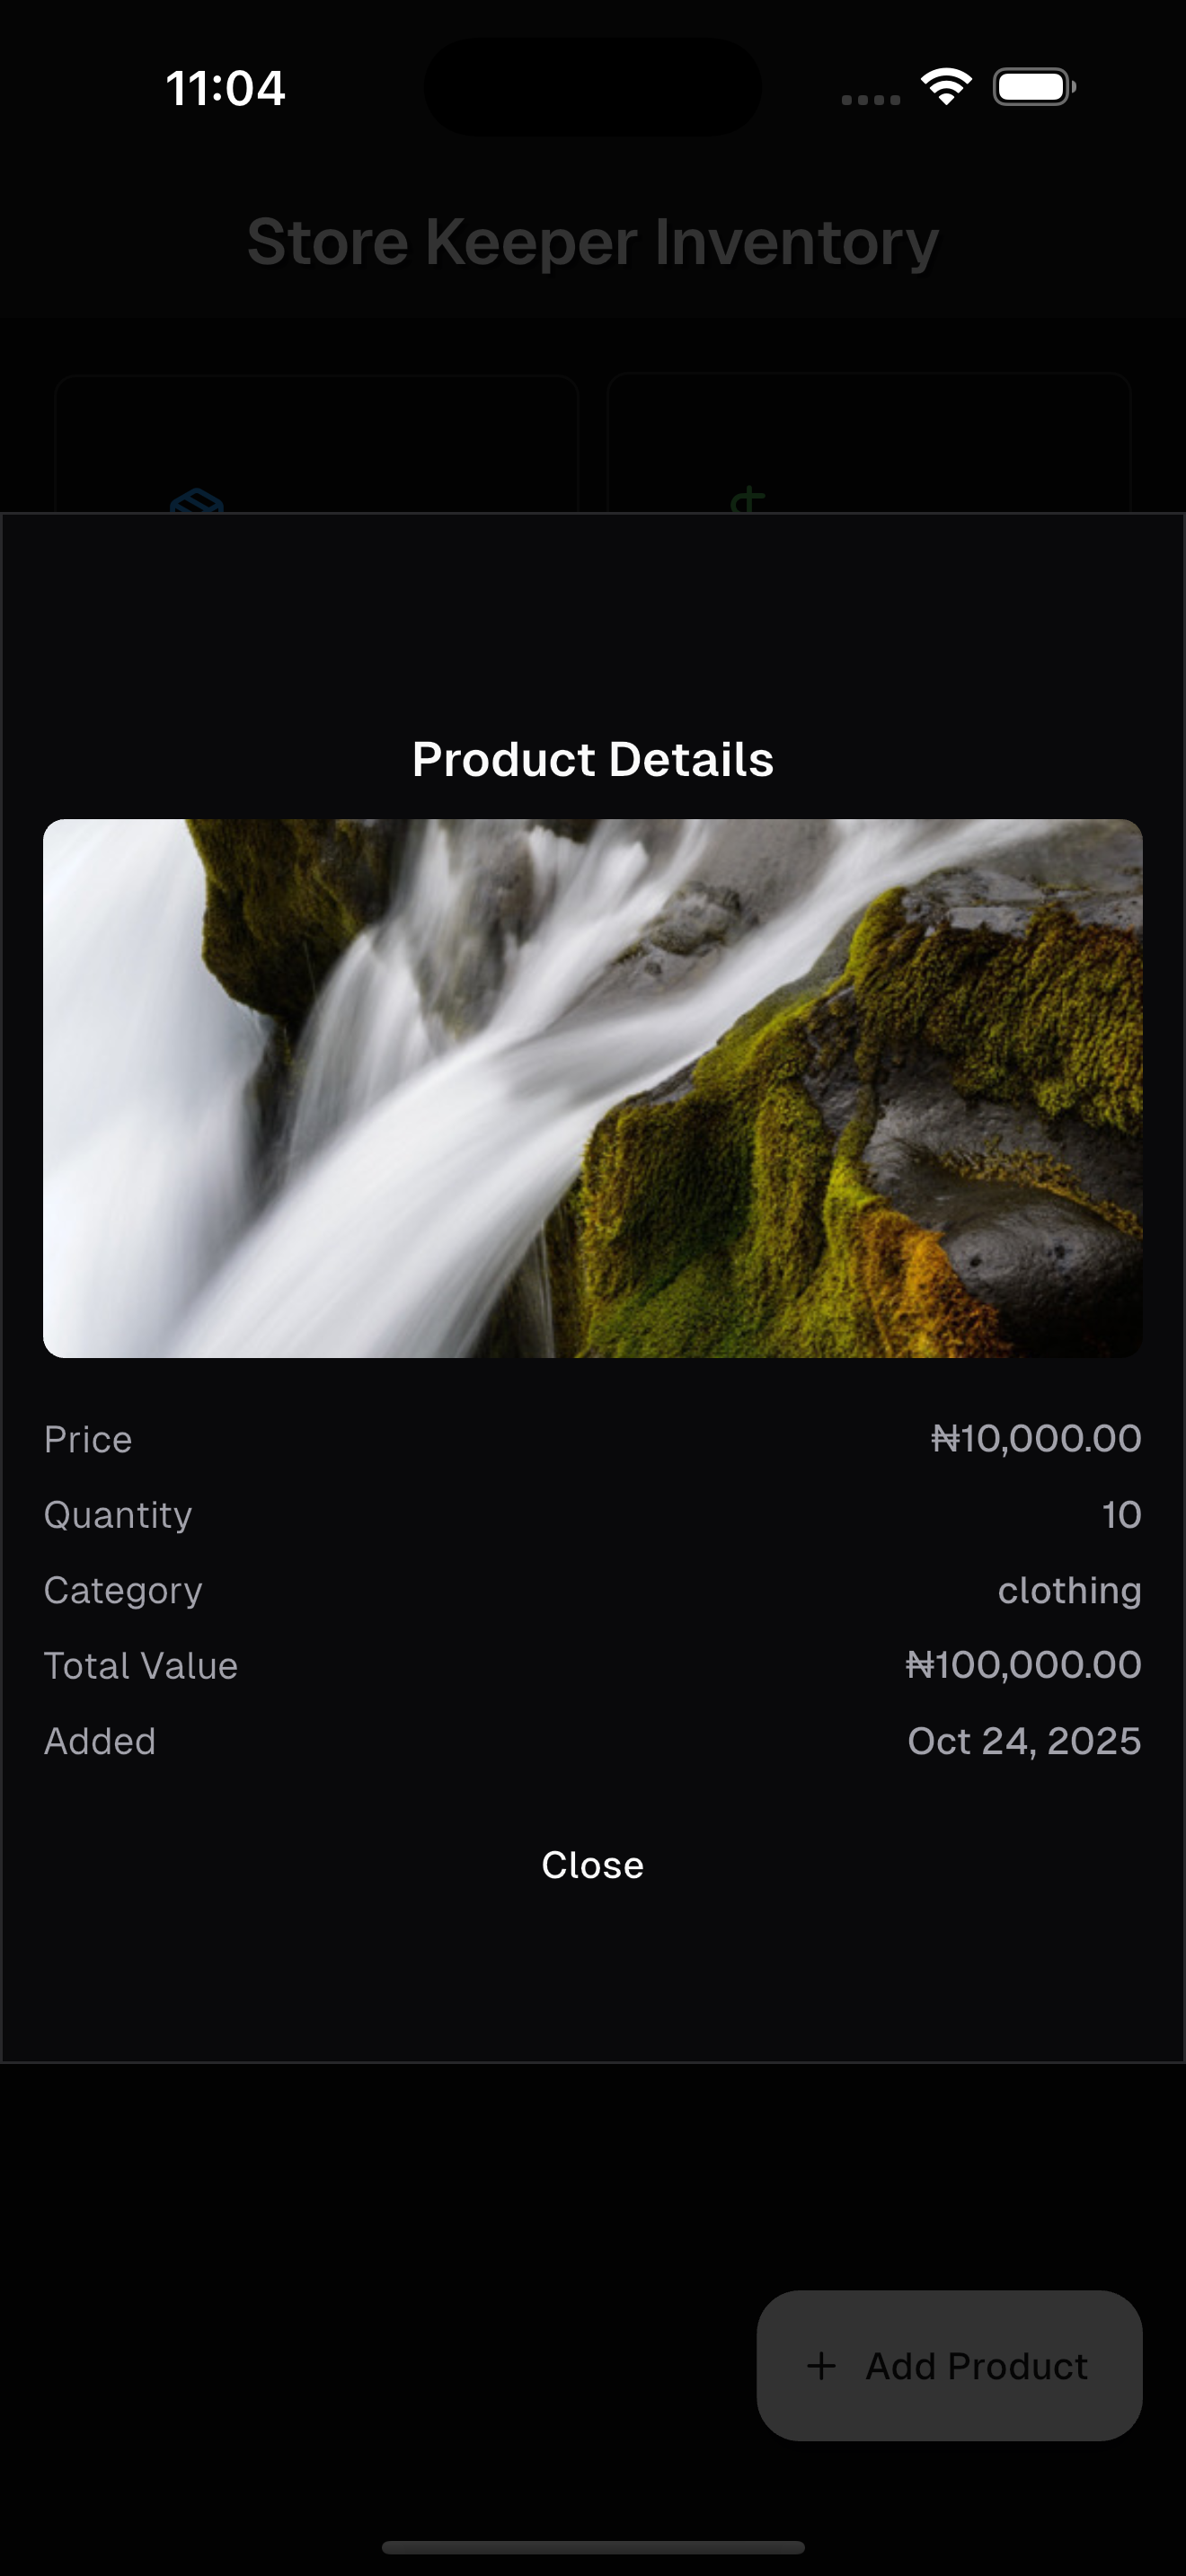 11:04
Store Keeper Inventory
Product Details
Price ₦10,000.00
Quantity 10
Category clothing
Total Value ₦100,000.00
Added Oct 24, 2025
Close
+ Add Product